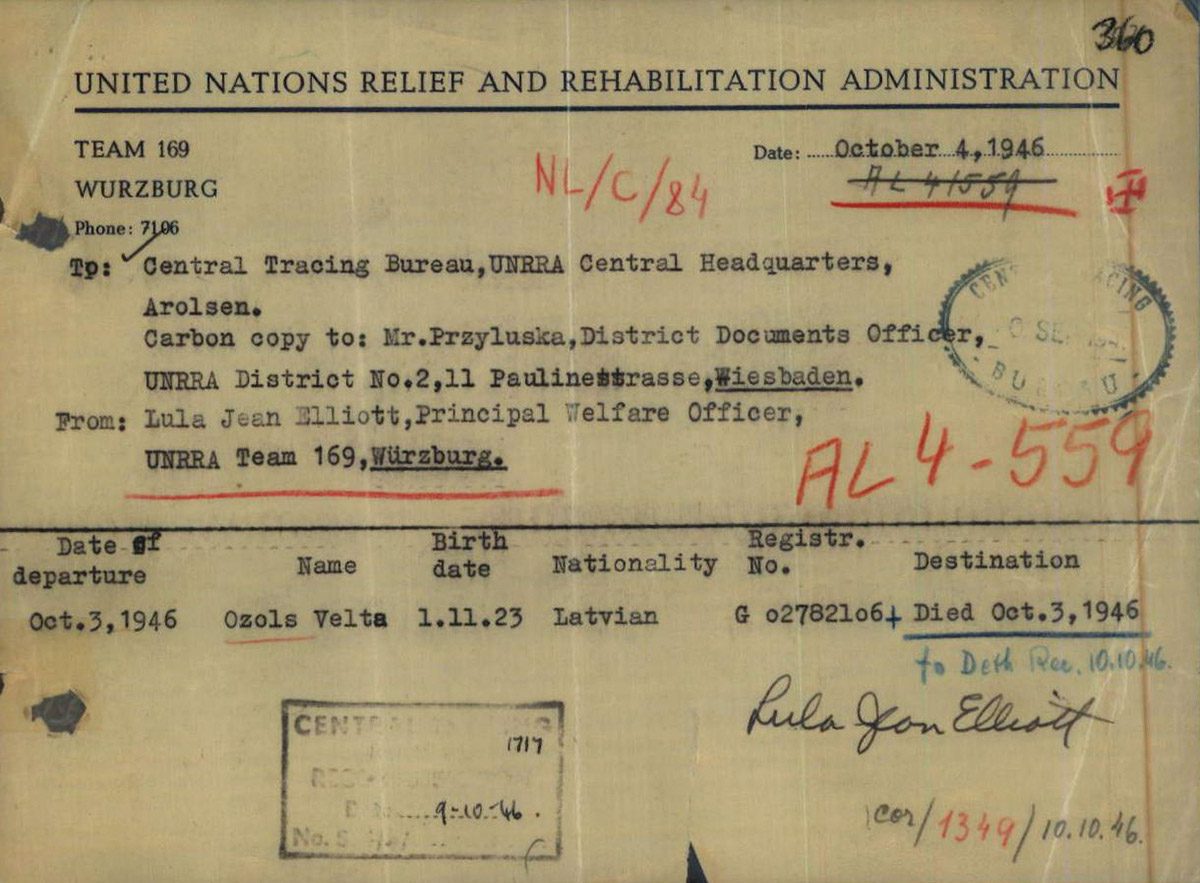 360
UNITED NATIONS RELIEF AND REHABILITATION ADMINISTRATION
TEAM 169
WURZBURG
Phone: 7106
NL/C/84
Date: October 4,1946
AL 41559
To: Central Tracing Bureau,UNRRA Central Headquarters,
Arolsen.
Carbon copy to: Mr.Przyluska,District Documents Officer,
UNRRA District No.2,11 Paulinestrasse,Wiesbaden.
From: Lula Jean Elliott,Principal Welfare Officer,
UNRRA Team 169,Würzburg.
BUREAU
AL 4-559
Date of departure Name Birth date Nationality Registr. No. Destination
Oct.3,1946 Ozols Velta 1.11.23 Latvian G o2782lo6+ Died Oct.3,1946
to Deth Rec. 10.10.46.
Lula Jean Elliott
CENTRAL
1717
9-10-46.
cor/1349/10.10.46.